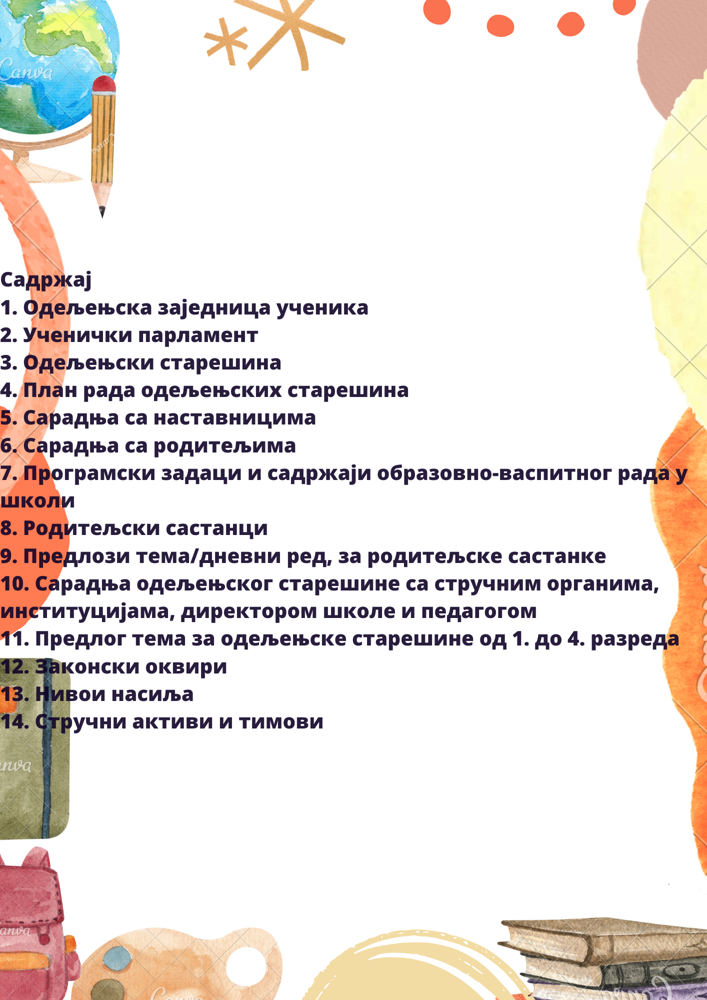 Canva
Canva
Садржај
1. Одељењска заједница ученика
2. Ученички парламент
3. Одељењски старешина
4. План рада одељењских старешина
5. Сарадња са наставницима
6. Сарадња са родитељима
7. Програмски задаци и садржаји образовно-васпитног рада у
школи
8. Родитељски састанци
9. Предлози тема/дневни ред, за родитељске састанке
10. Сарадња одељењског старешине са стручним органима,
институцијама, директором школе и педагогом
11. Предлог тема за одељењске старешине од 1. до 4. разреда
12. Законски оквири
13. Нивои насиља
14. Стручни активи и тимови